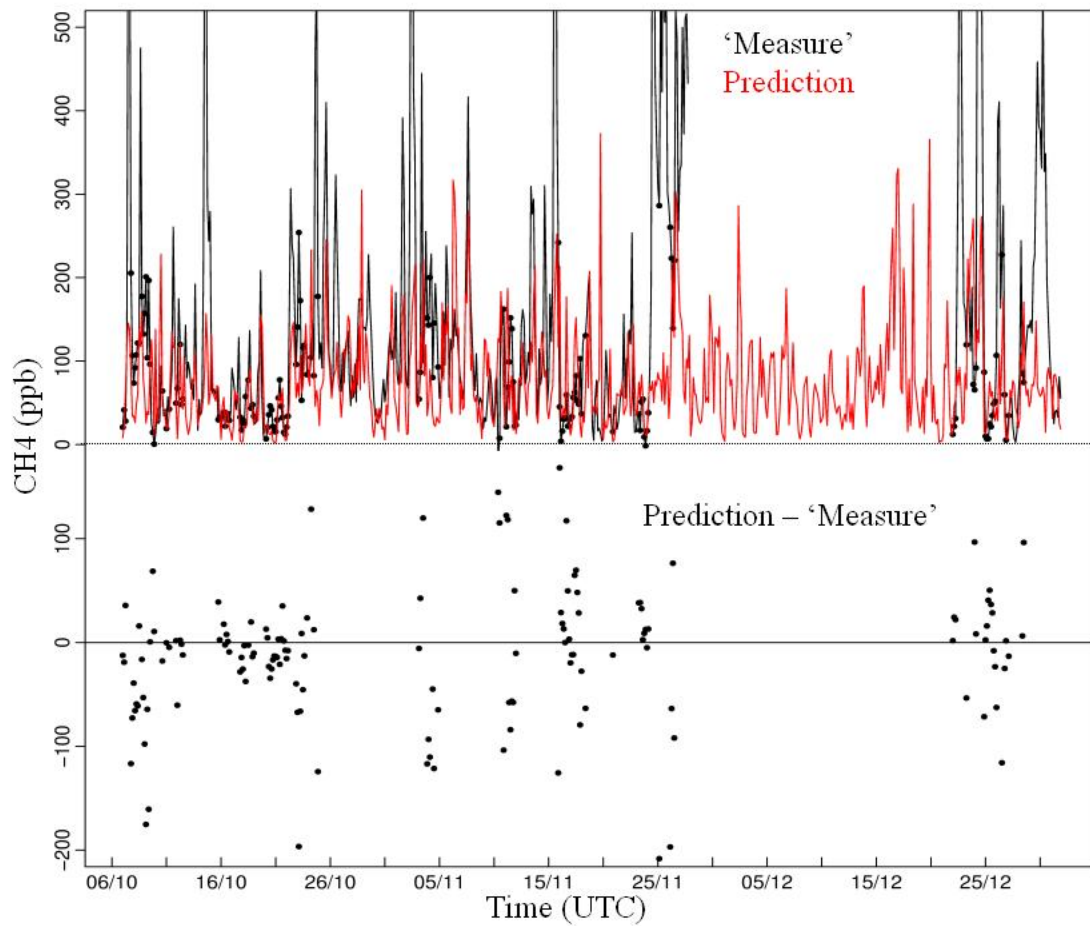 500
400
300
200
100
0
100
0
−100
−200
CH4 (ppb)
‘Measure’
Prediction
Prediction – ‘Measure’
06/10 16/10 26/10 05/11 15/11 25/11 05/12 15/12 25/12
Time (UTC)